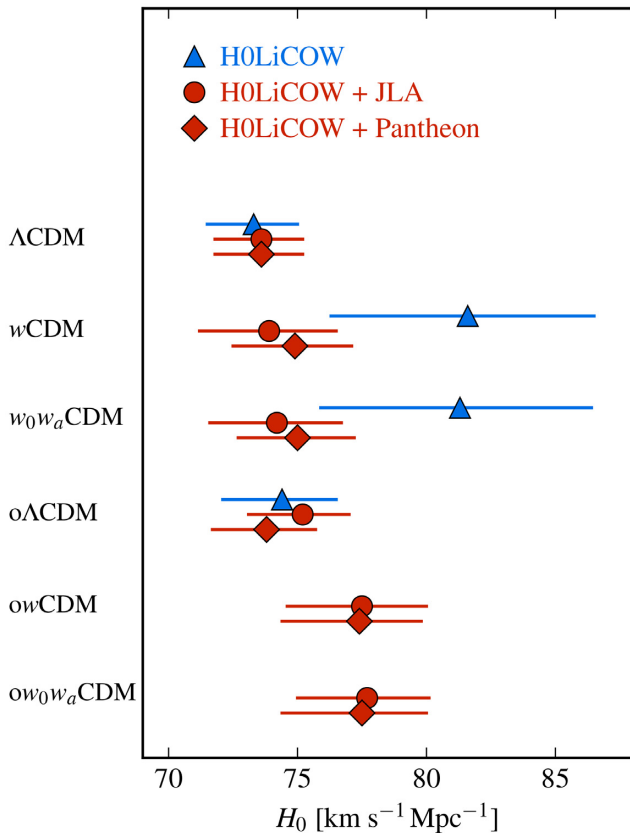 H0LiCOW
H0LiCOW + JLA
H0LiCOW + Pantheon
ΛCDM
wCDM
w₀wₐCDM
oΛCDM
owCDM
ow₀wₐCDM
70 75 80 85
H₀ [km s⁻¹ Mpc⁻¹]